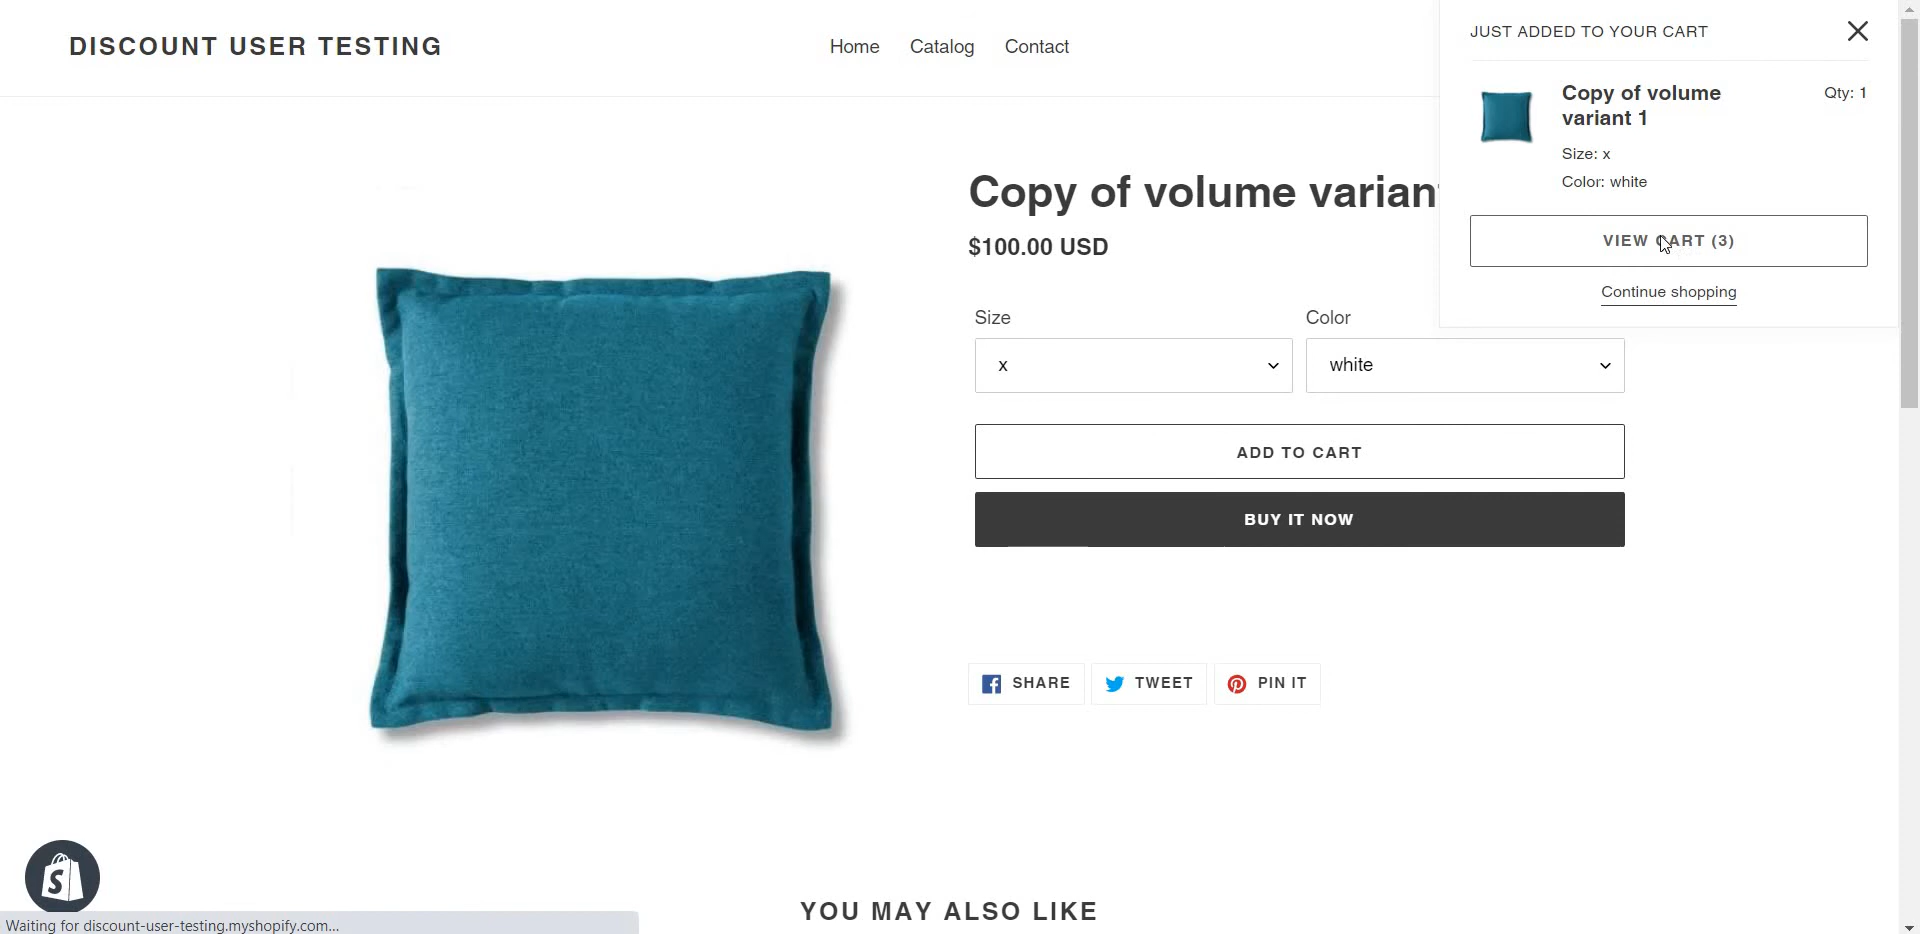 DISCOUNT USER TESTING
Home
Catalog
Contact
JUST ADDED TO YOUR CART
Copy of volume
variant 1
Qty: 1
Size: x
Color: white
VIEW CART (3)
Continue shopping
Copy of volume varian
$100.00 USD
Size
Color
x
white
ADD TO CART
BUY IT NOW
SHARE
TWEET
PIN IT
YOU MAY ALSO LIKE
Waiting for discount-user-testing.myshopify.com...